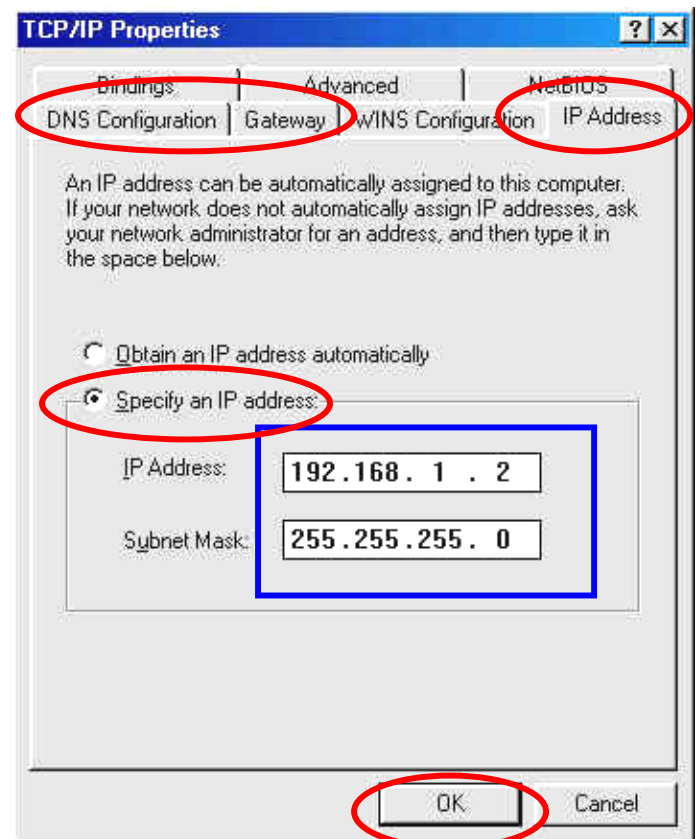 TCP/IP Properties
? X
Bindings Advanced NetBIOS
DNS Configuration Gateway WINS Configuration IP Address
An IP address can be automatically assigned to this computer.
If your network does not automatically assign IP addresses, ask
your network administrator for an address, and then type it in
the space below.
Obtain an IP address automatically
Specify an IP address:
IP Address: 192.168. 1 . 2
Subnet Mask: 255.255.255. 0
OK Cancel